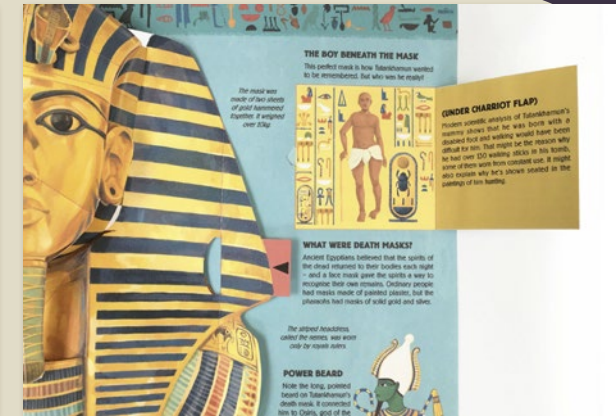 THE BOY BENEATH THE MASK
This perfect mask is how Tutankhamun wanted
to be remembered. But who was he really?
The mask was
made of two sheets
of gold hammered
together. It weighed
over 10kg.
(UNDER CHARRIOT FLAP)
Modern scientific analysis of Tutankhamun's
mummy shows that he was born with a
disabled foot and walking would have been
difficult for him. That might be the reason why
he had over 120 walking sticks in his tomb,
some of them worn from constant use. It might
also explain why he's shown seated in the
paintings of him hunting.
WHAT WERE DEATH MASKS?
Ancient Egyptians believed that the spirits of
the dead returned to their bodies each night
– and a face mask gave the spirits a way to
recognise their own remains. Ordinary people
had masks made of painted plaster, but the
pharaohs had masks of solid gold and silver.
The striped headdress,
called the nemes, was worn
only by royals rulers.
POWER BEARD
Note the long, pointed
beard on Tutankhamun's
death mask. It connected
him to Osiris, god of the